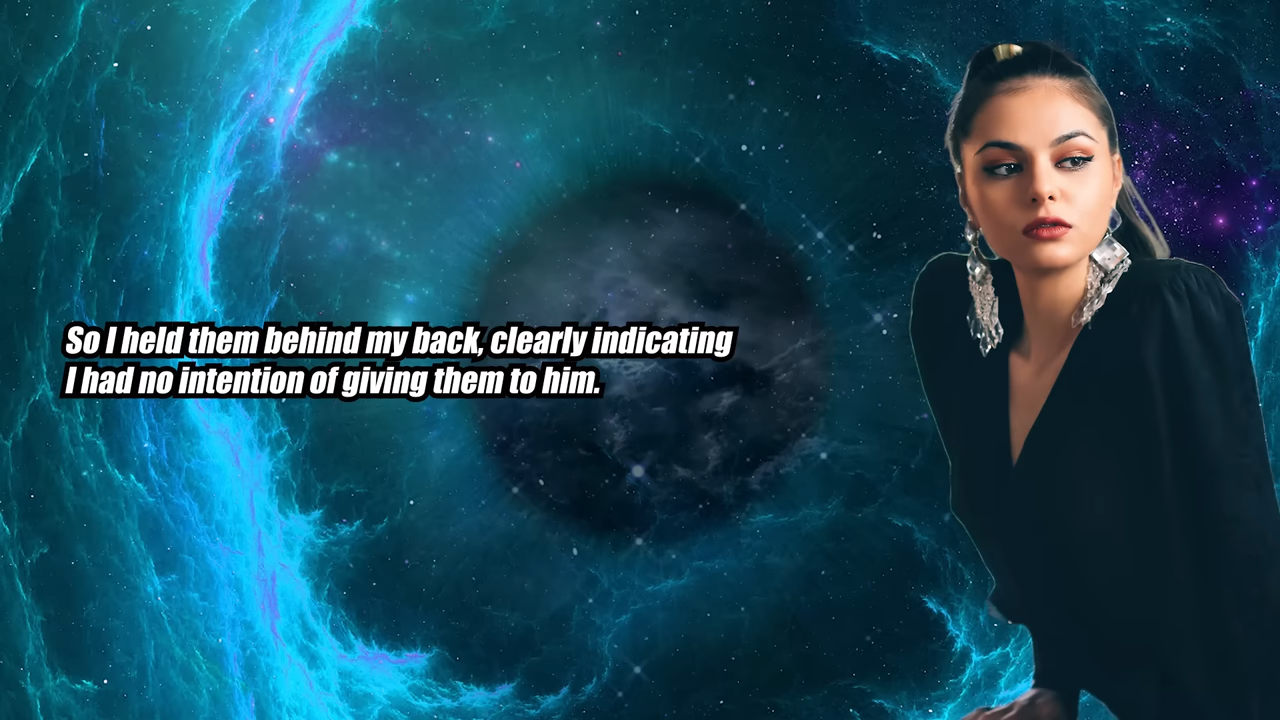 So I held them behind my back, clearly indicating
I had no intention of giving them to him.